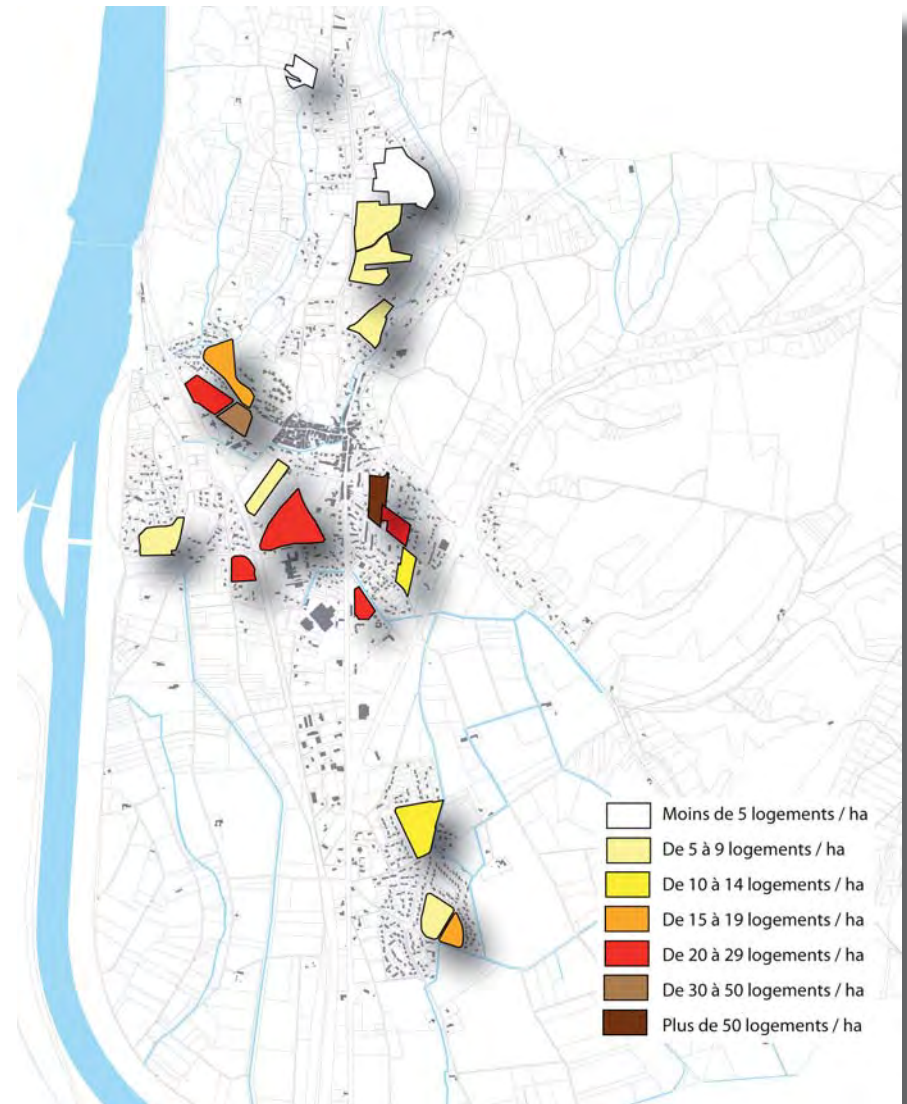 Moins de 5 logements / ha
De 5 à 9 logements / ha
De 10 à 14 logements / ha
De 15 à 19 logements / ha
De 20 à 29 logements / ha
De 30 à 50 logements / ha
Plus de 50 logements / ha